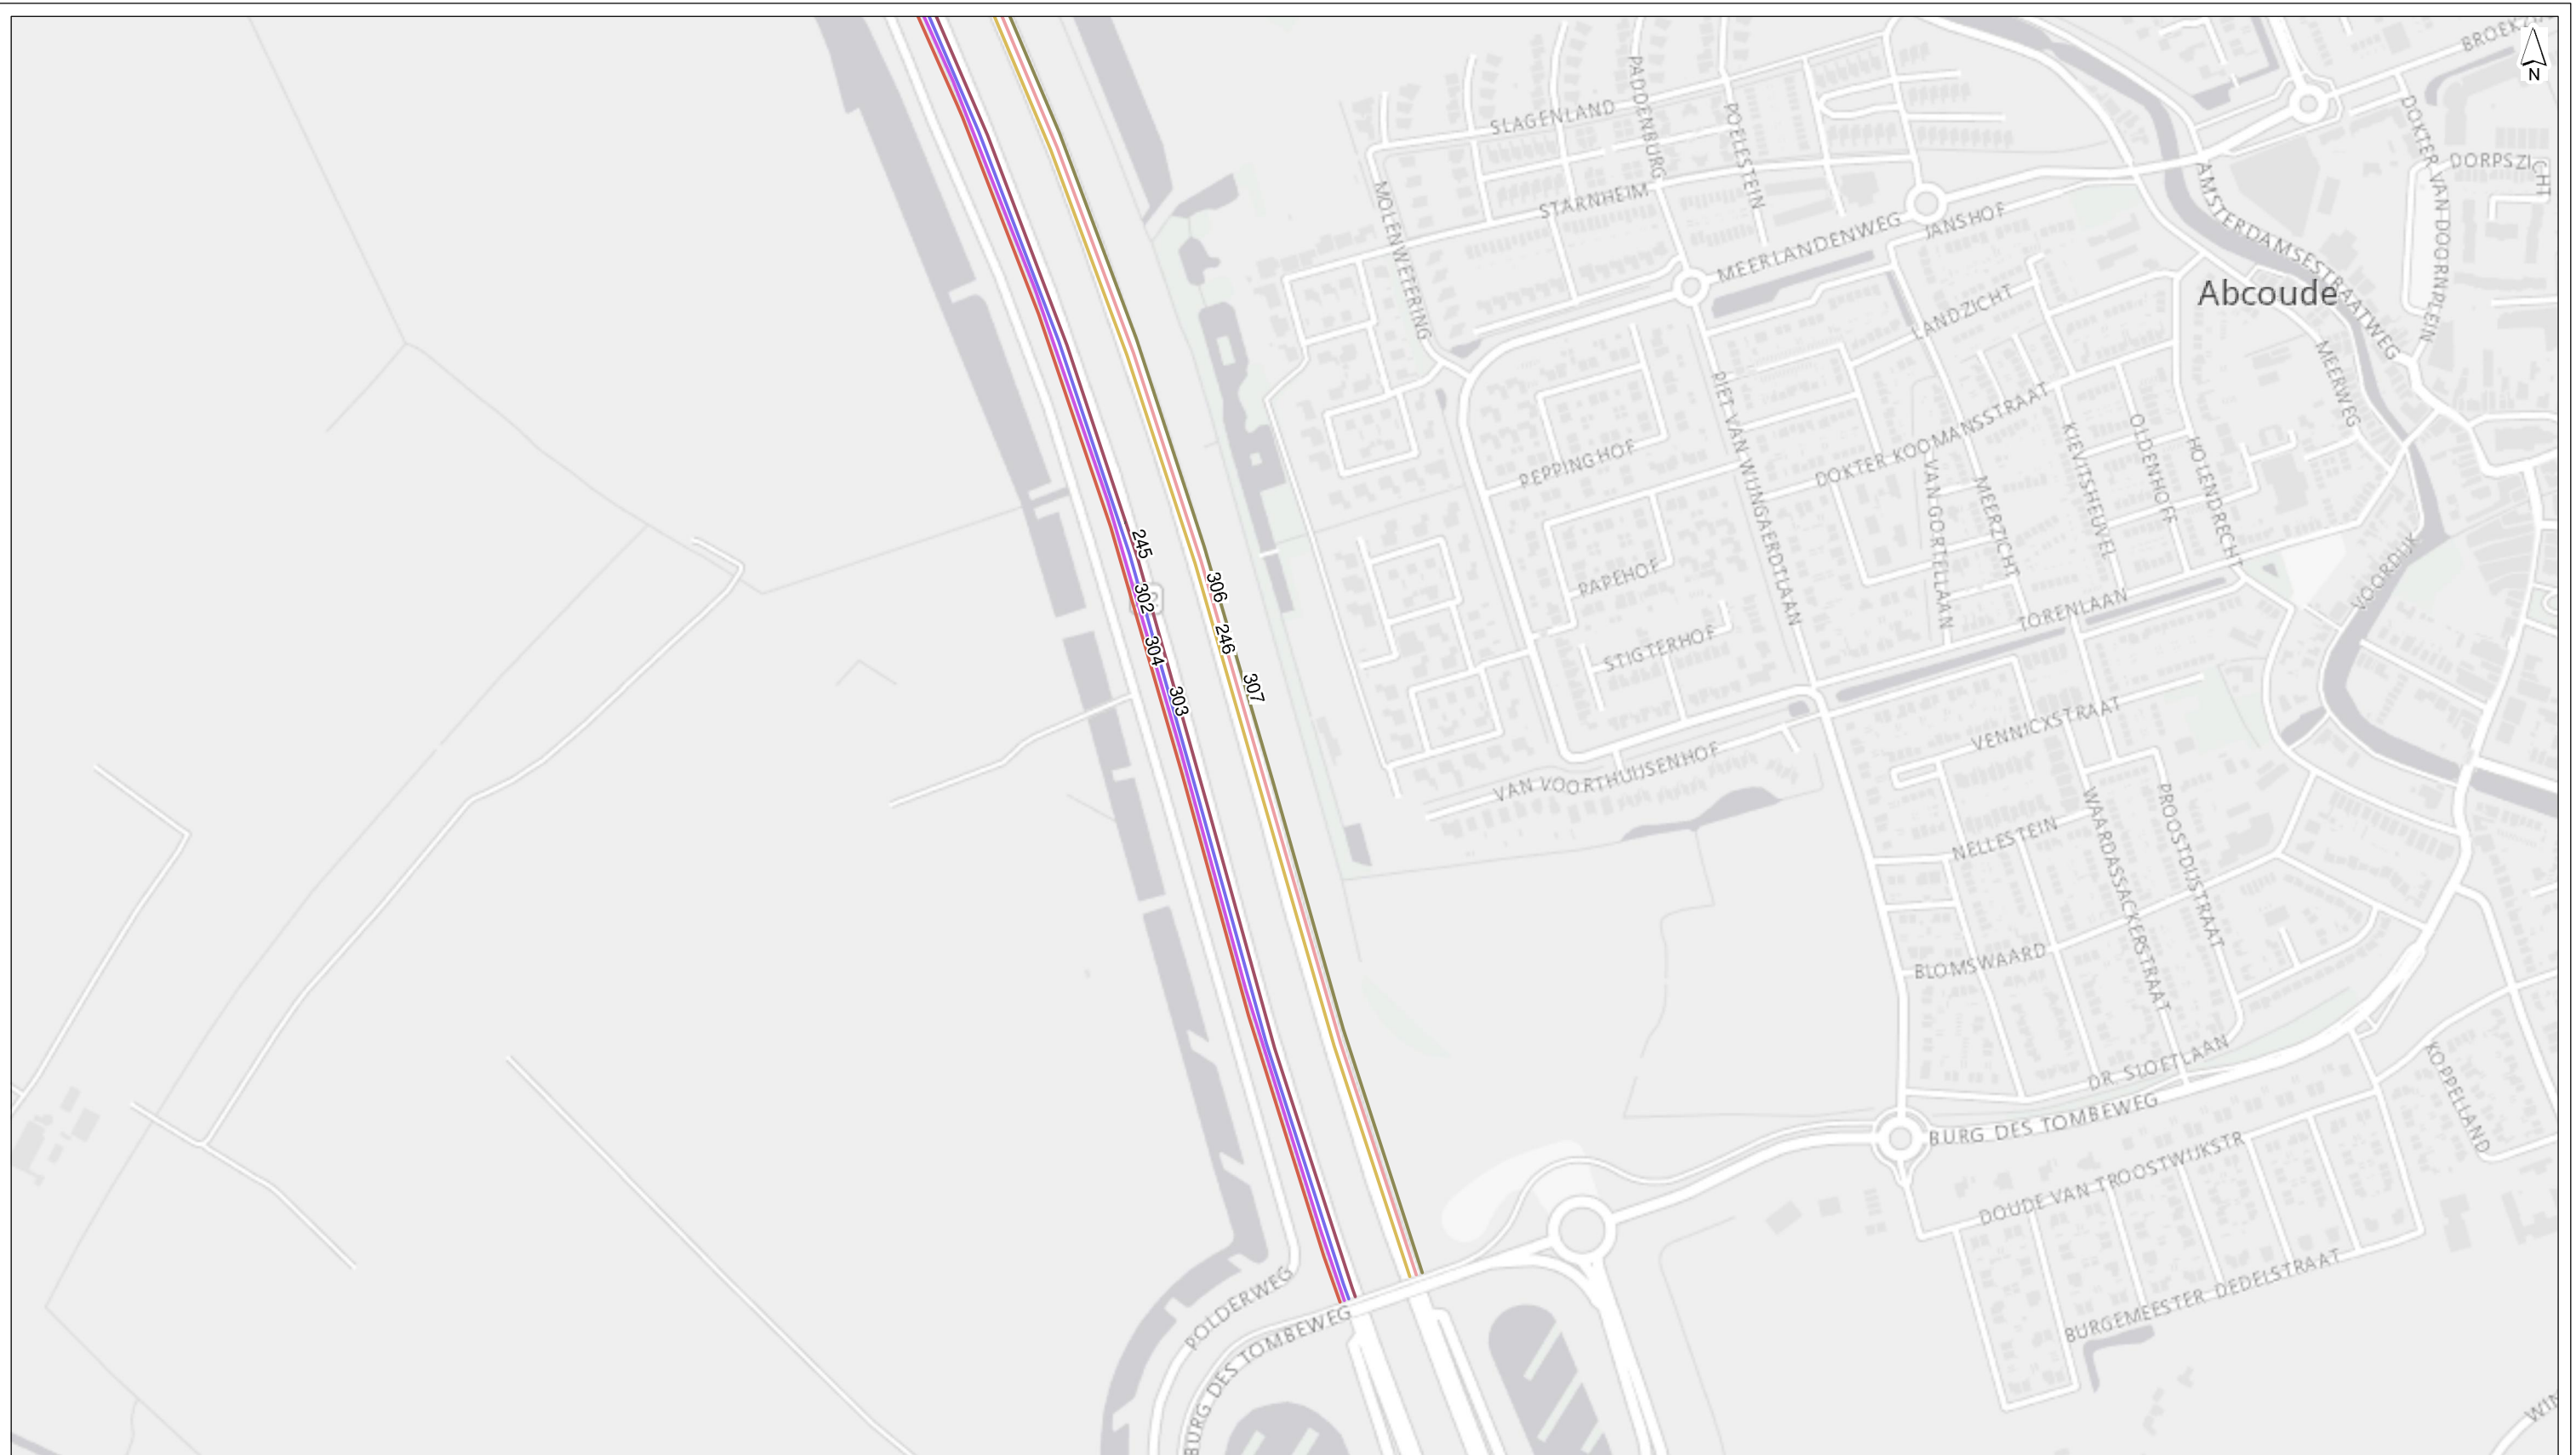 BROEKZIJ
N
SLAGENLAND
PADDENBURG
POELESTEIN
DOKTER VAN DOORNPLEIN
DORPSZICHT
STARNHEIM
MOLENWETERING
MEERLANDENWEG
JANSHOF
AMSTERDAMSESTRAATWEG
Abcoude
LANDZICHT
MEERWEG
PIET VAN WIJNGAERDTLAAN
PEPPINGHOF
DOKTER KOOMANSSTRAAT
VAN GOORTELLAAN
MEERZICHT
KIEVITSHEUVEL
OLDENHOFF
HOLENDRECHT
VOORDIJK
245
302
304
303
306
246
307
PAPEHOF
STIGTERHOF
TORENLAAN
VENNICXSTRAAT
VAN VOORTHUIJSENHOF
NELLESTEIN
WAARDASSACKERSTRAAT
PROOSTDIJSTRAAT
BLOMSWAARD
DR. SLOETLAAN
KOPPELLAND
BURG DES TOMBEWEG
DOUDE VAN TROOSTWIJKSTR
BURGEMEESTER DEDELSTRAAT
POLDERWEG
BURG DES TOMBEWEG
WIN